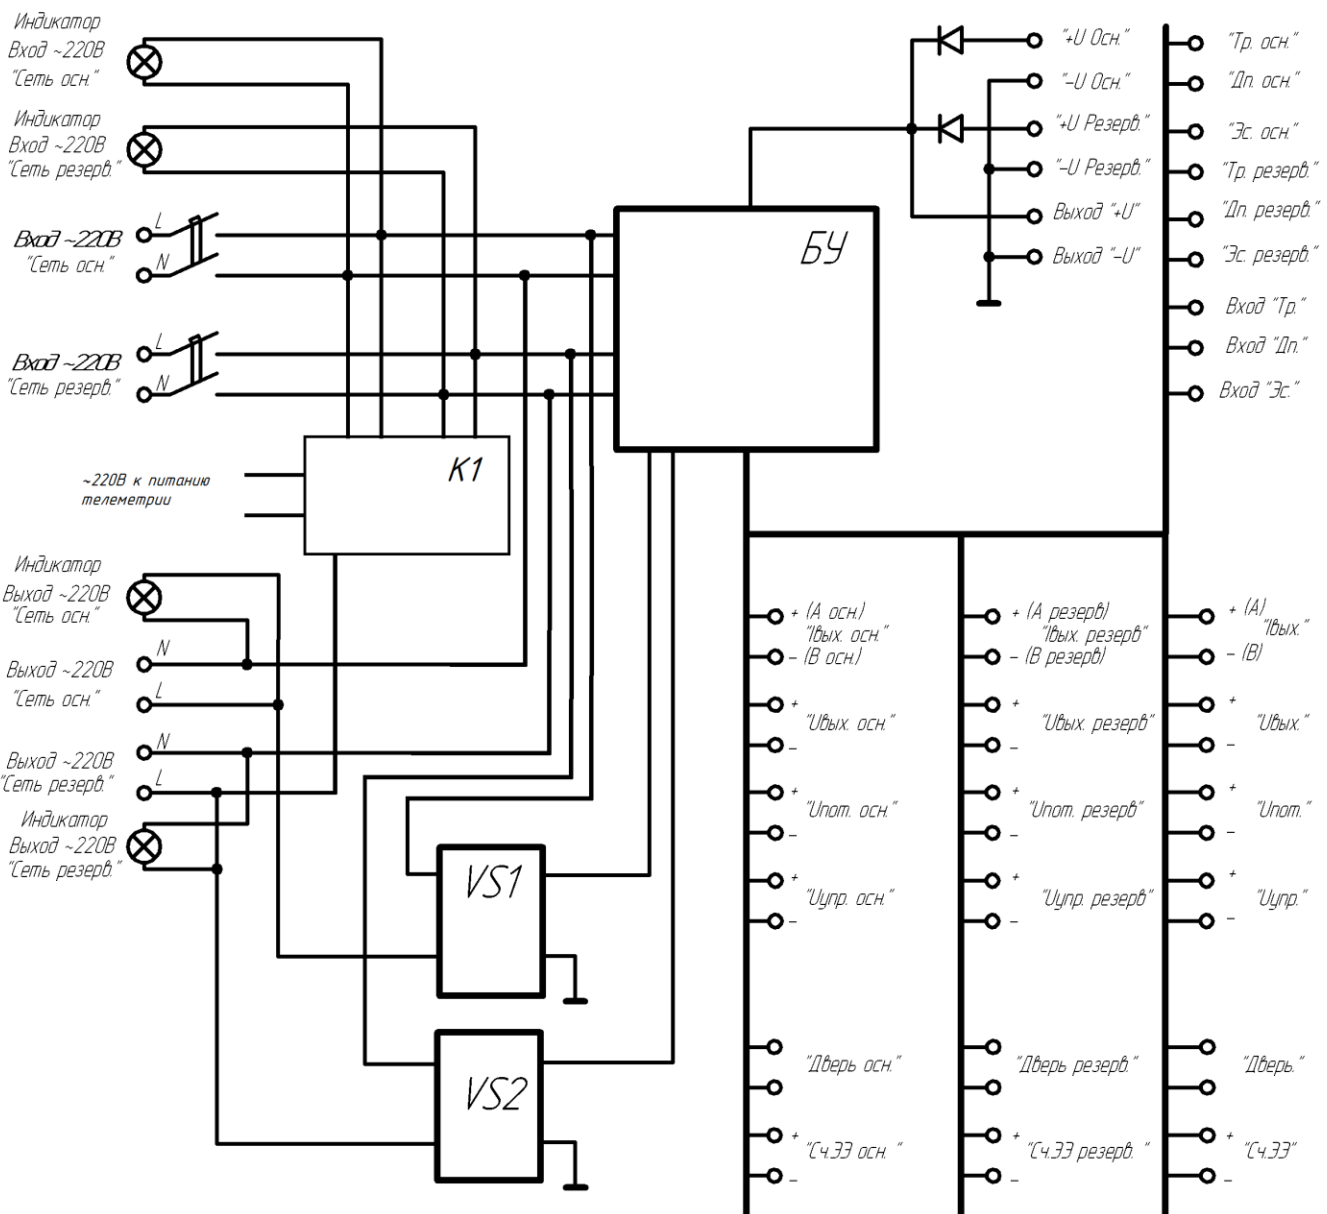 Индикатор
Вход ~220В
"Сеть осн."
Индикатор
Вход ~220В
"Сеть резерв."
L
Вход ~220В
N
"Сеть осн."
L
Вход ~220В
N
"Сеть резерв."
~220В к питанию
телеметрии
К1
Индикатор
Выход ~220В
"Сеть осн."
N
Выход ~220В
L
"Сеть осн."
N
Выход ~220В
L
"Сеть резерв."
Индикатор
Выход ~220В
"Сеть резерв."
БУ
VS1
VS2
"+U Осн."
"-U Осн."
"+U Резерв."
"-U Резерв."
Выход "+U"
Выход "-U"
"Тр. осн."
"Дп. осн."
"Эс. осн."
"Тр. резерв."
"Дп. резерв."
"Эс. резерв."
Вход "Тр."
Вход "Дп."
Вход "Эс."
+ (А осн.)
"Iвых. осн."
- (В осн.)
+
"Uвых. осн."
-
+
"Uпот. осн."
-
+
"Uупр. осн."
-
"Дверь осн."
+
"Сч.ЭЭ осн. "
-
+ (А резерв)
"Iвых. резерв"
- (В резерв)
+
"Uвых. резерв"
-
+
"Uпот. резерв"
-
+
"Uупр. резерв"
-
"Дверь резерв."
+
"Сч.ЭЭ резерв. "
-
+ (А)
"Iвых."
- (В)
+
"Uвых."
-
+
"Uпот."
-
+
"Uупр."
-
"Дверь."
+
"Сч.ЭЭ"
-